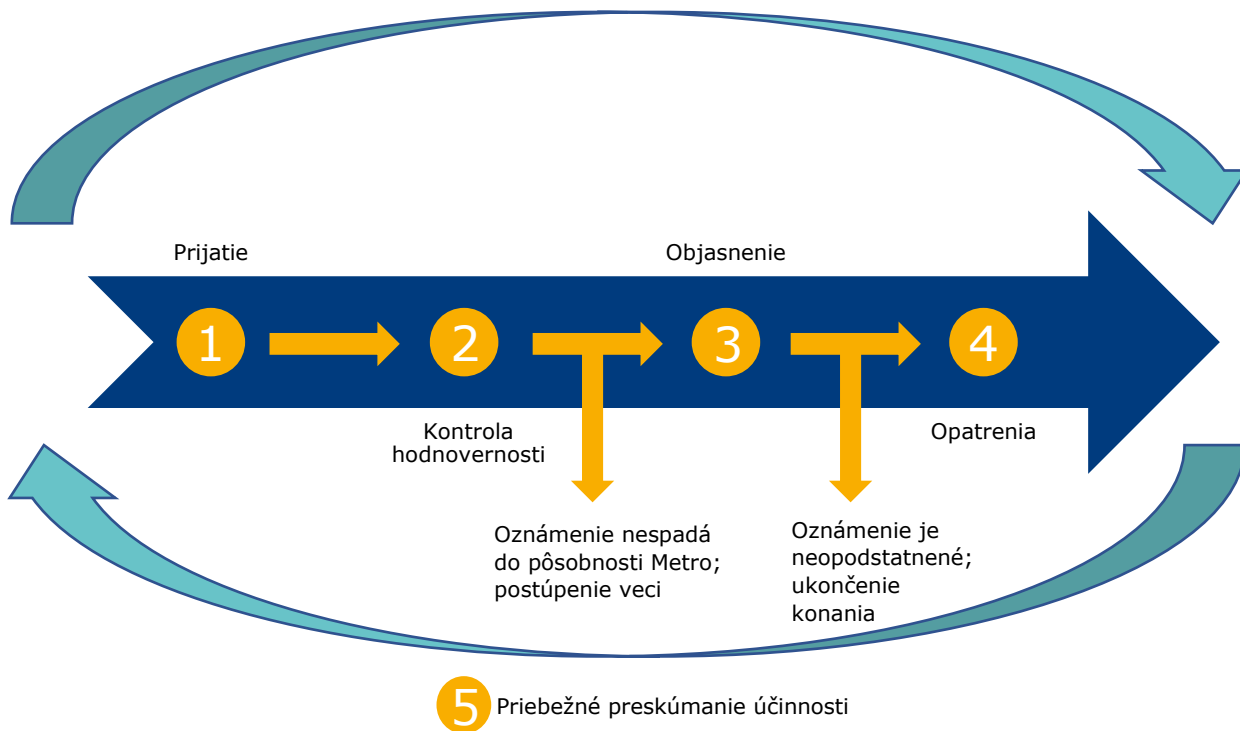 Prijatie
Objasnenie
1
2
3
4
Kontrola
hodnovernosti
Opatrenia
Oznámenie nespadá
do pôsobnosti Metro;
postúpenie veci
Oznámenie je
neopodstatnené;
ukončenie
konania
5 Priebežné preskúmanie účinnosti